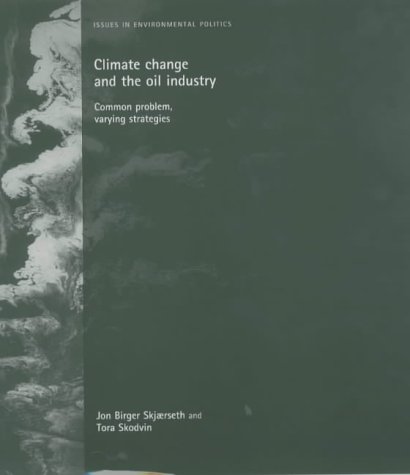 ISSUES IN ENVIRONMENTAL POLITICS
Climate change
and the oil industry
Common problem,
varying strategies
Jon Birger Skjærseth and
Tora Skodvin